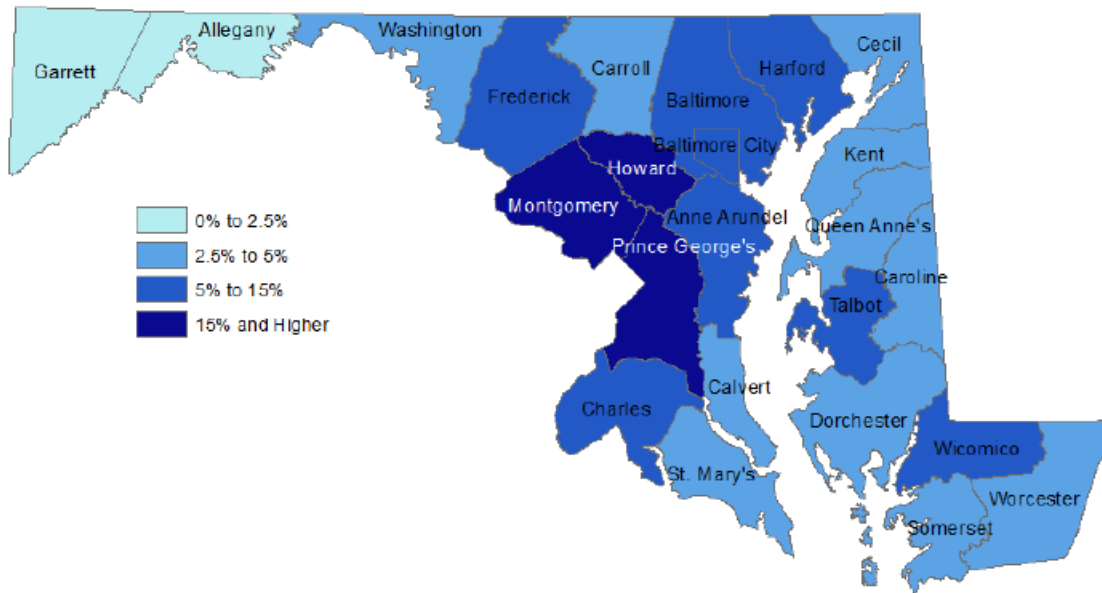 Allegany
Washington
Cecil
Garrett
Carroll
Harford
Frederick
Baltimore
Baltimore City
Kent
Howard
Montgomery
Anne Arundel
Queen Anne's
Prince George's
Caroline
Talbot
0% to 2.5%
2.5% to 5%
5% to 15%
15% and Higher
Calvert
Charles
Dorchester
Wicomico
St. Mary's
Worcester
Somerset